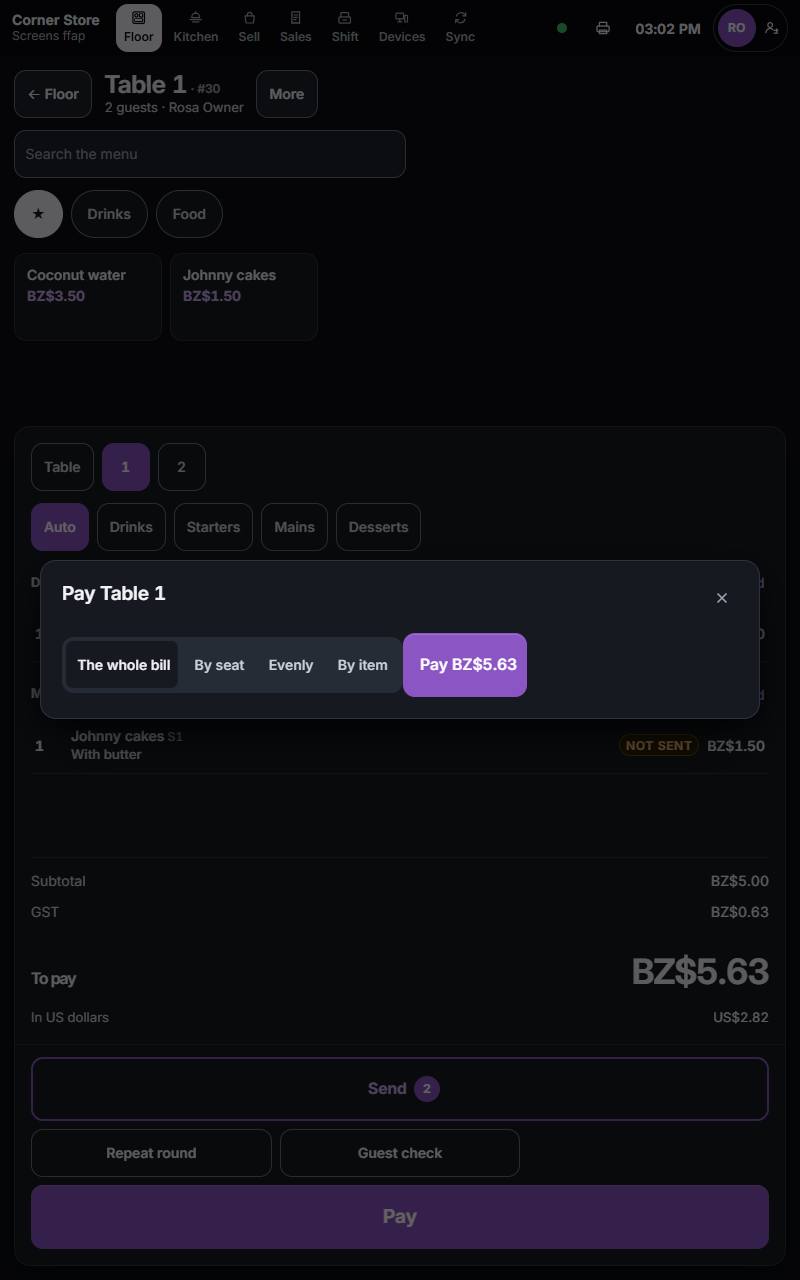 Corner Store
Screens ffap
Floor
Kitchen
Sell
Sales
Shift
Devices
Sync
03:02 PM
RO
← Floor
Table 1 · #30
2 guests · Rosa Owner
More
Search the menu
★
Drinks
Food
Coconut water
BZ$3.50
Johnny cakes
BZ$1.50
Table
1
2
Auto
Drinks
Starters
Mains
Desserts
Pay Table 1
×
The whole bill
By seat
Evenly
By item
Pay BZ$5.63
1
Johnny cakes S1
With butter
NOT SENT
BZ$1.50
Subtotal
BZ$5.00
GST
BZ$0.63
To pay
BZ$5.63
In US dollars
US$2.82
Send 2
Repeat round
Guest check
Pay